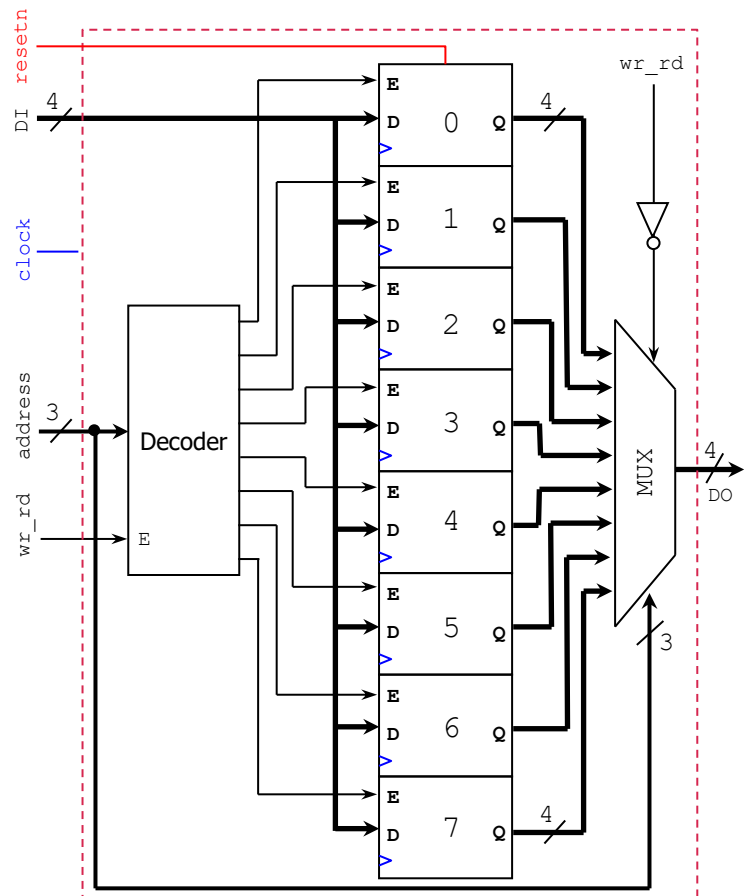 resetn
DI
4
clock
address
3
wr_rd
Decoder
E
E
D
0
Q
4
E
D
1
Q
E
D
2
Q
E
D
3
Q
E
D
4
Q
E
D
5
Q
E
D
6
Q
E
D
7
Q
4
wr_rd
MUX
3
4
DO